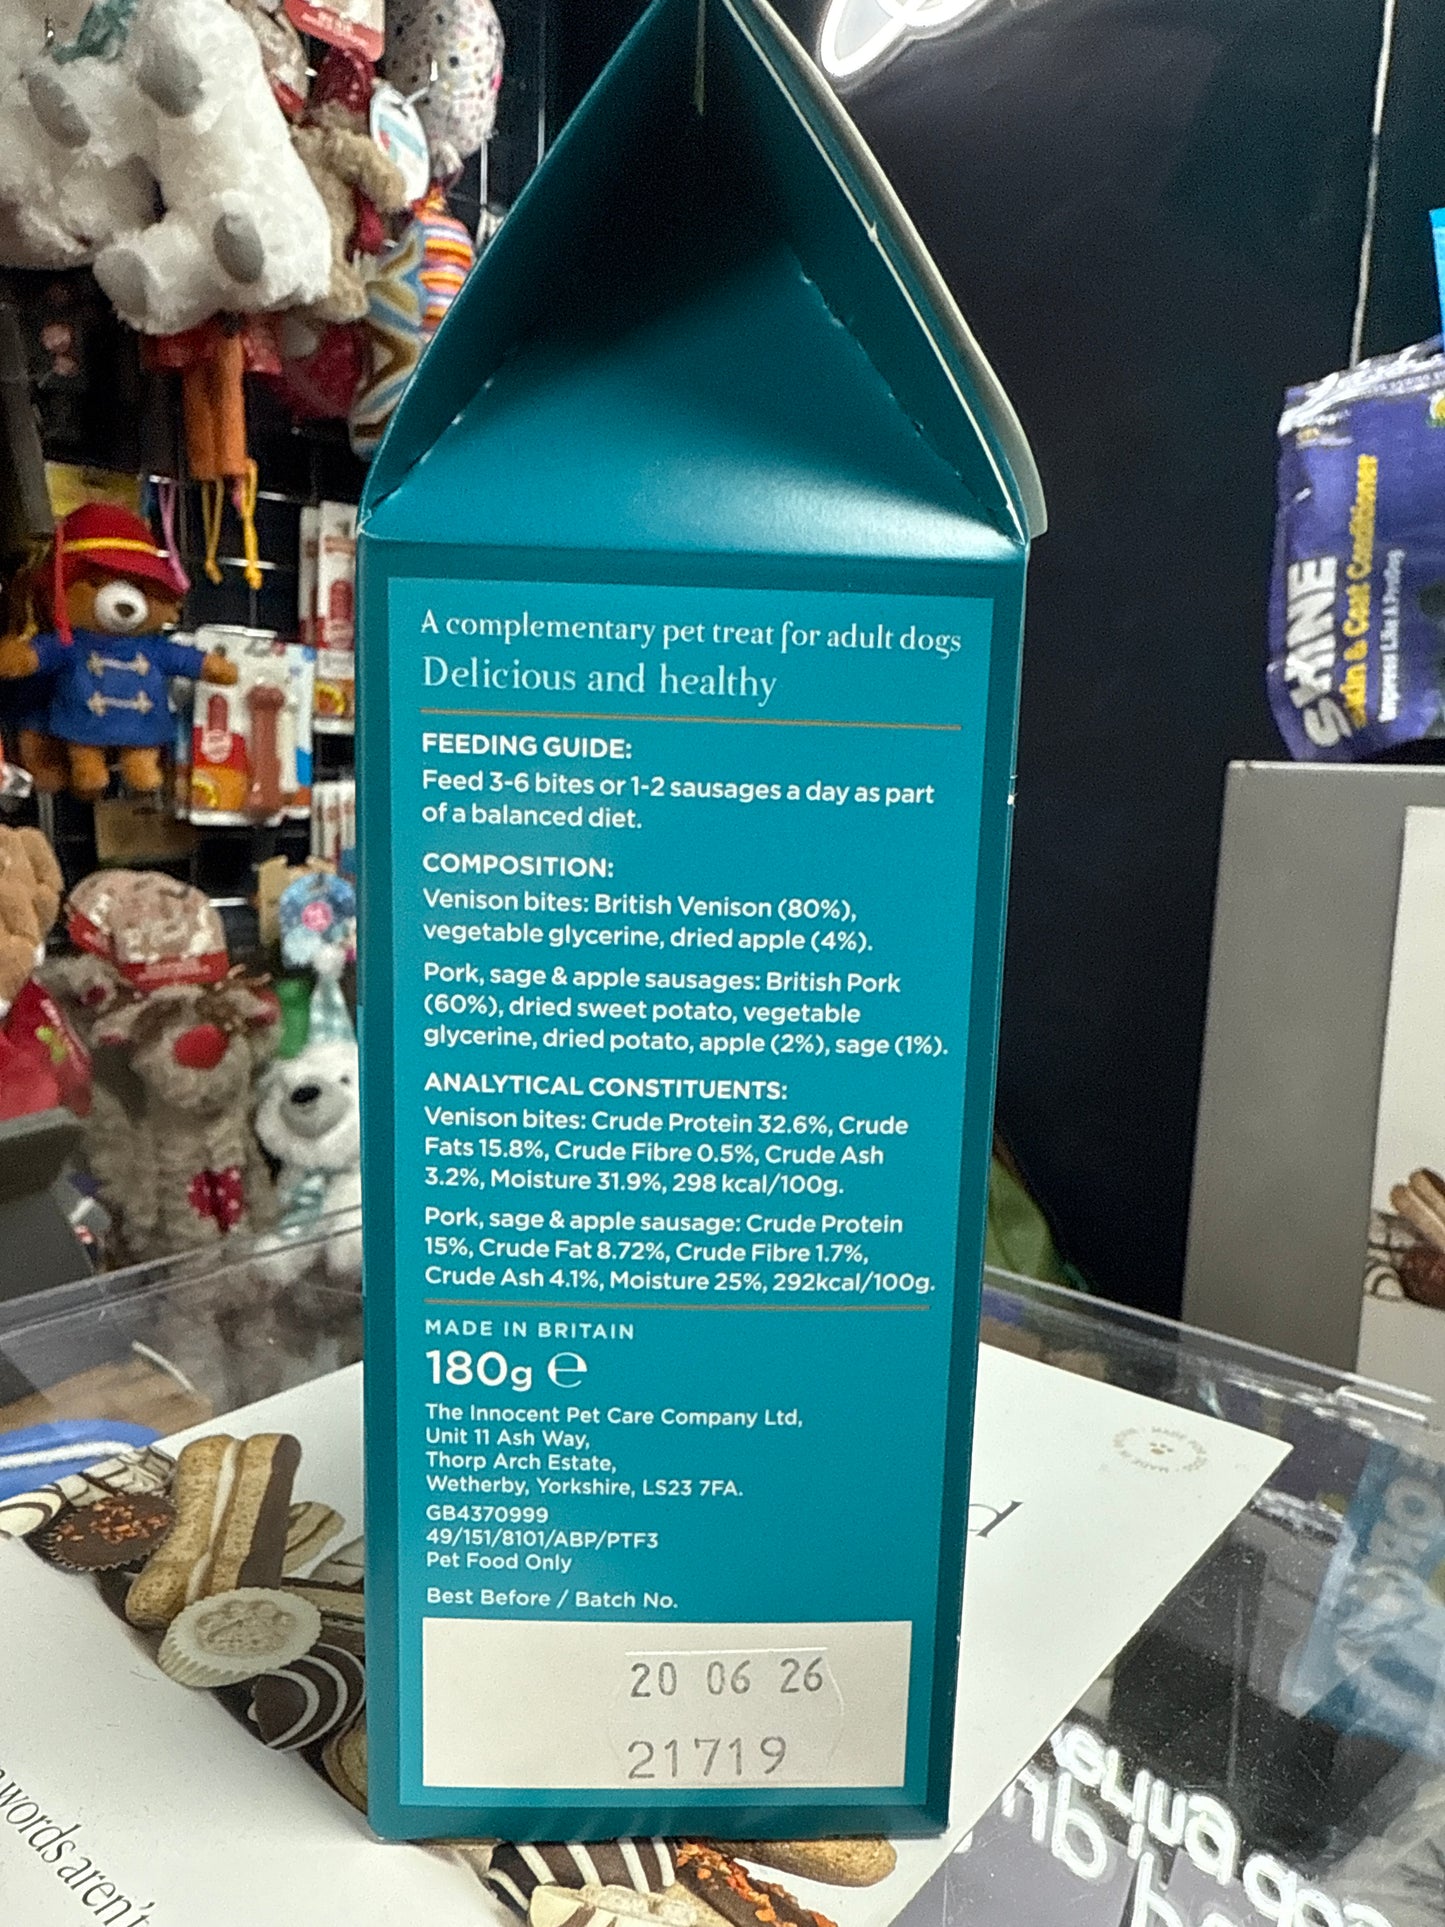 A complementary pet treat for adult dogs
Delicious and healthy
FEEDING GUIDE:
Feed 3-6 bites or 1-2 sausages a day as part
of a balanced diet.
COMPOSITION:
Venison bites: British Venison (80%),
vegetable glycerine, dried apple (4%).
Pork, sage & apple sausages: British Pork
(60%), dried sweet potato, vegetable
glycerine, dried potato, apple (2%), sage (1%).
ANALYTICAL CONSTITUENTS:
Venison bites: Crude Protein 32.6%, Crude
Fats 15.8%, Crude Fibre 0.5%, Crude Ash
3.2%, Moisture 31.9%, 298 kcal/100g.
Pork, sage & apple sausage: Crude Protein
15%, Crude Fat 8.72%, Crude Fibre 1.7%,
Crude Ash 4.1%, Moisture 25%, 292kcal/100g.
MADE IN BRITAIN
180g ℮
The Innocent Pet Care Company Ltd,
Unit 11 Ash Way,
Thorp Arch Estate,
Wetherby, Yorkshire, LS23 7FA.
GB4370999
49/151/8101/ABP/PTF3
Pet Food Only
Best Before / Batch No.
20 06 26
21719
SHINE
Skin & Coat Conditioner
words aren't